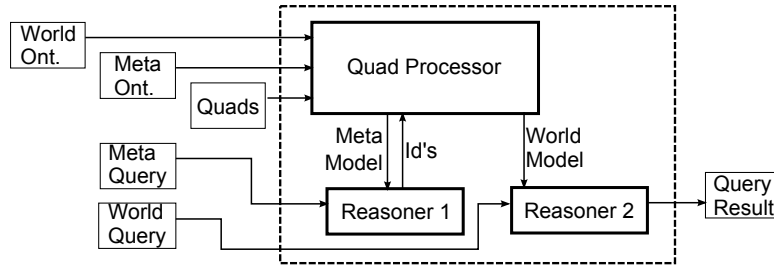 World
Ont.
Meta
Ont.
Quads
Quad Processor
Meta
Model
Id's
World
Model
Meta
Query
World
Query
Reasoner 1
Reasoner 2
Query
Result